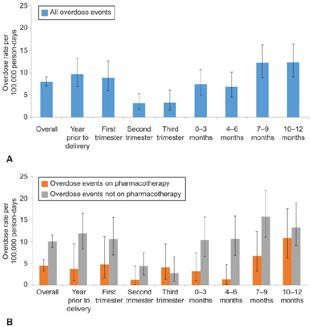 Overdose rate per
100,000 person-days
25
20
15
10
5
0
All overdose events
Overall
Year
prior to
delivery
First
trimester
Second
trimester
Third
trimester
0–3
months
4–6
months
7–9
months
10–12
months
A
Overdose rate per
100,000 person-days
25
20
15
10
5
0
Overdose events on pharmacotherapy
Overdose events not on pharmacotherapy
Overall
Year
prior to
delivery
First
trimester
Second
trimester
Third
trimester
0–3
months
4–6
months
7–9
months
10–12
months
B